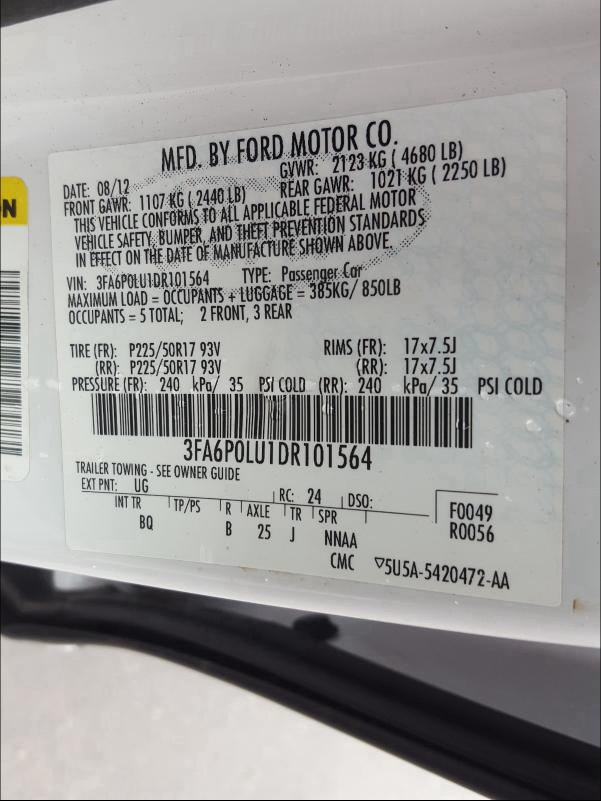 ON
MFD. BY FORD MOTOR CO.
DATE: 08/12 GVWR: 2123 KG ( 4680 LB)
FRONT GAWR: 1107 KG (2440 LB) REAR GAWR: 1021 KG ( 2250 LB)
THIS VEHICLE CONFORMS TO ALL APPLICABLE FEDERAL MOTOR
VEHICLE SAFETY, BUMPER, AND THEFT PREVENTION STANDARDS
IN EFFECT ON THE DATE OF MANUFACTURE SHOWN ABOVE.
VIN: 3FA6P0LU1DR101564 TYPE: Passenger Car
MAXIMUM LOAD = OCCUPANTS + LUGGAGE = 385KG/ 850LB
OCCUPANTS = 5 TOTAL; 2 FRONT, 3 REAR
TIRE (FR): P225/50R17 93V RIMS (FR): 17x7.5J
(RR): P225/50R17 93V (RR): 17x7.5J
PRESSURE (FR): 240 kPa/ 35 PSI COLD (RR): 240 kPa/ 35 PSI COLD
3FA6P0LU1DR101564
TRAILER TOWING - SEE OWNER GUIDE
EXT PNT: UG RC: 24 DSO:
INT TR TP/PS R AXLE TR SPR F0049
BQ B 25 J NNAA R0056
CMC ▽5U5A-5420472-AA